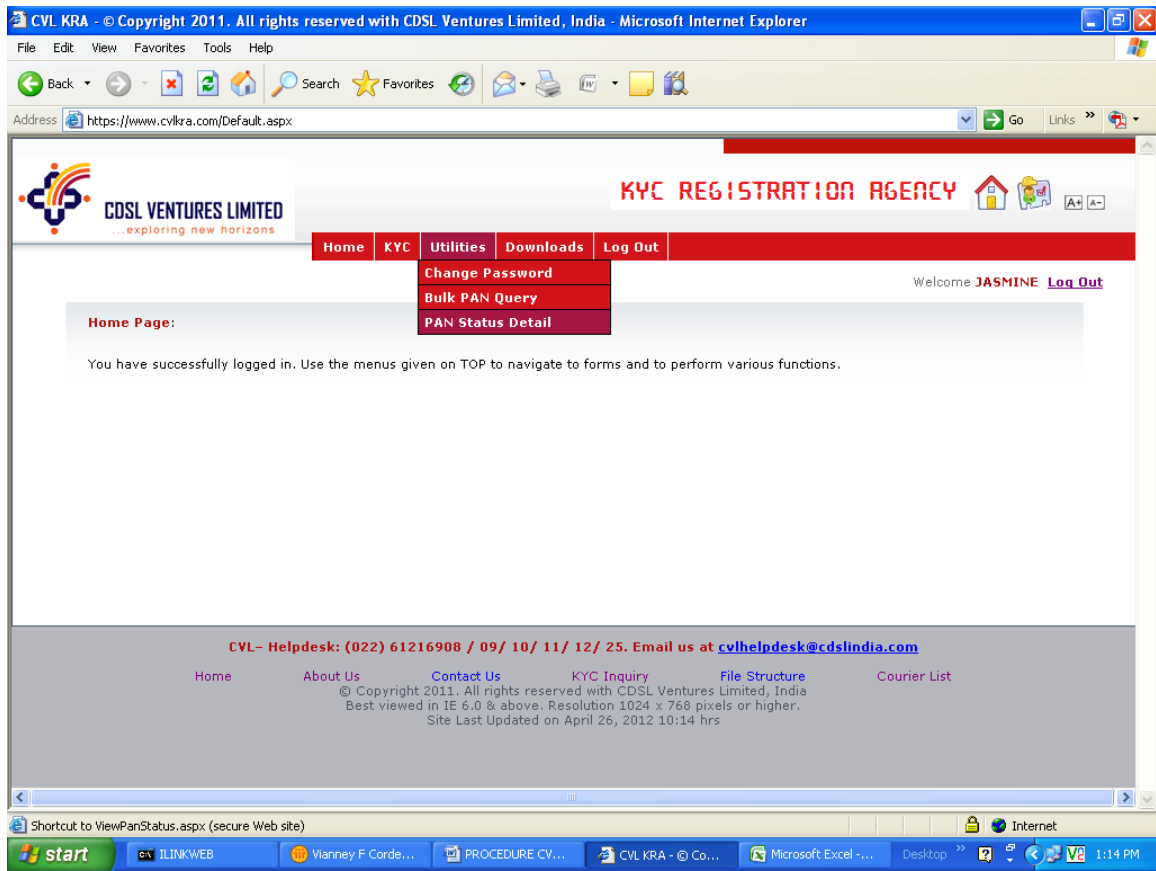 CVL KRA - © Copyright 2011. All rights reserved with CDSL Ventures Limited, India - Microsoft Internet Explorer
File Edit View Favorites Tools Help
Back Search Favorites
Address https://www.cvlkra.com/Default.aspx Go Links »
KYC REGISTRATION AGENCY A+ A-
CDSL VENTURES LIMITED
...exploring new horizons
Home KYC Utilities Downloads Log Out
Change Password
Bulk PAN Query
PAN Status Detail
Welcome JASMINE Log Out
Home Page:
You have successfully logged in. Use the menus given on TOP to navigate to forms and to perform various functions.
CVL– Helpdesk: (022) 61216908 / 09/ 10/ 11/ 12/ 25. Email us at cvlhelpdesk@cdslindia.com
Home About Us Contact Us KYC Inquiry File Structure Courier List
© Copyright 2011. All rights reserved with CDSL Ventures Limited, India
Best viewed in IE 6.0 & above. Resolution 1024 x 768 pixels or higher.
Site Last Updated on April 26, 2012 10:14 hrs
Shortcut to ViewPanStatus.aspx (secure Web site) Internet
start ILINKWEB Vianney F Corde... PROCEDURE CV... CVL KRA - © Co... Microsoft Excel -... Desktop » 1:14 PM